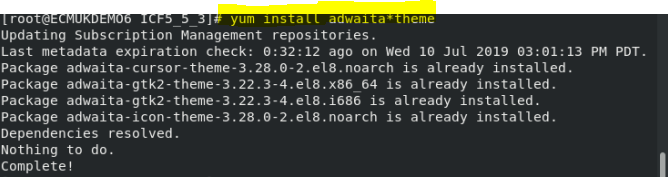 [root@ECMUKDEMO6 ICF5_5_3]# yum install adwaita*theme
Updating Subscription Management repositories.
Last metadata expiration check: 0:32:12 ago on Wed 10 Jul 2019 03:01:13 PM PDT.
Package adwaita-cursor-theme-3.28.0-2.el8.noarch is already installed.
Package adwaita-gtk2-theme-3.22.3-4.el8.x86_64 is already installed.
Package adwaita-gtk2-theme-3.22.3-4.el8.i686 is already installed.
Package adwaita-icon-theme-3.28.0-2.el8.noarch is already installed.
Dependencies resolved.
Nothing to do.
Complete!